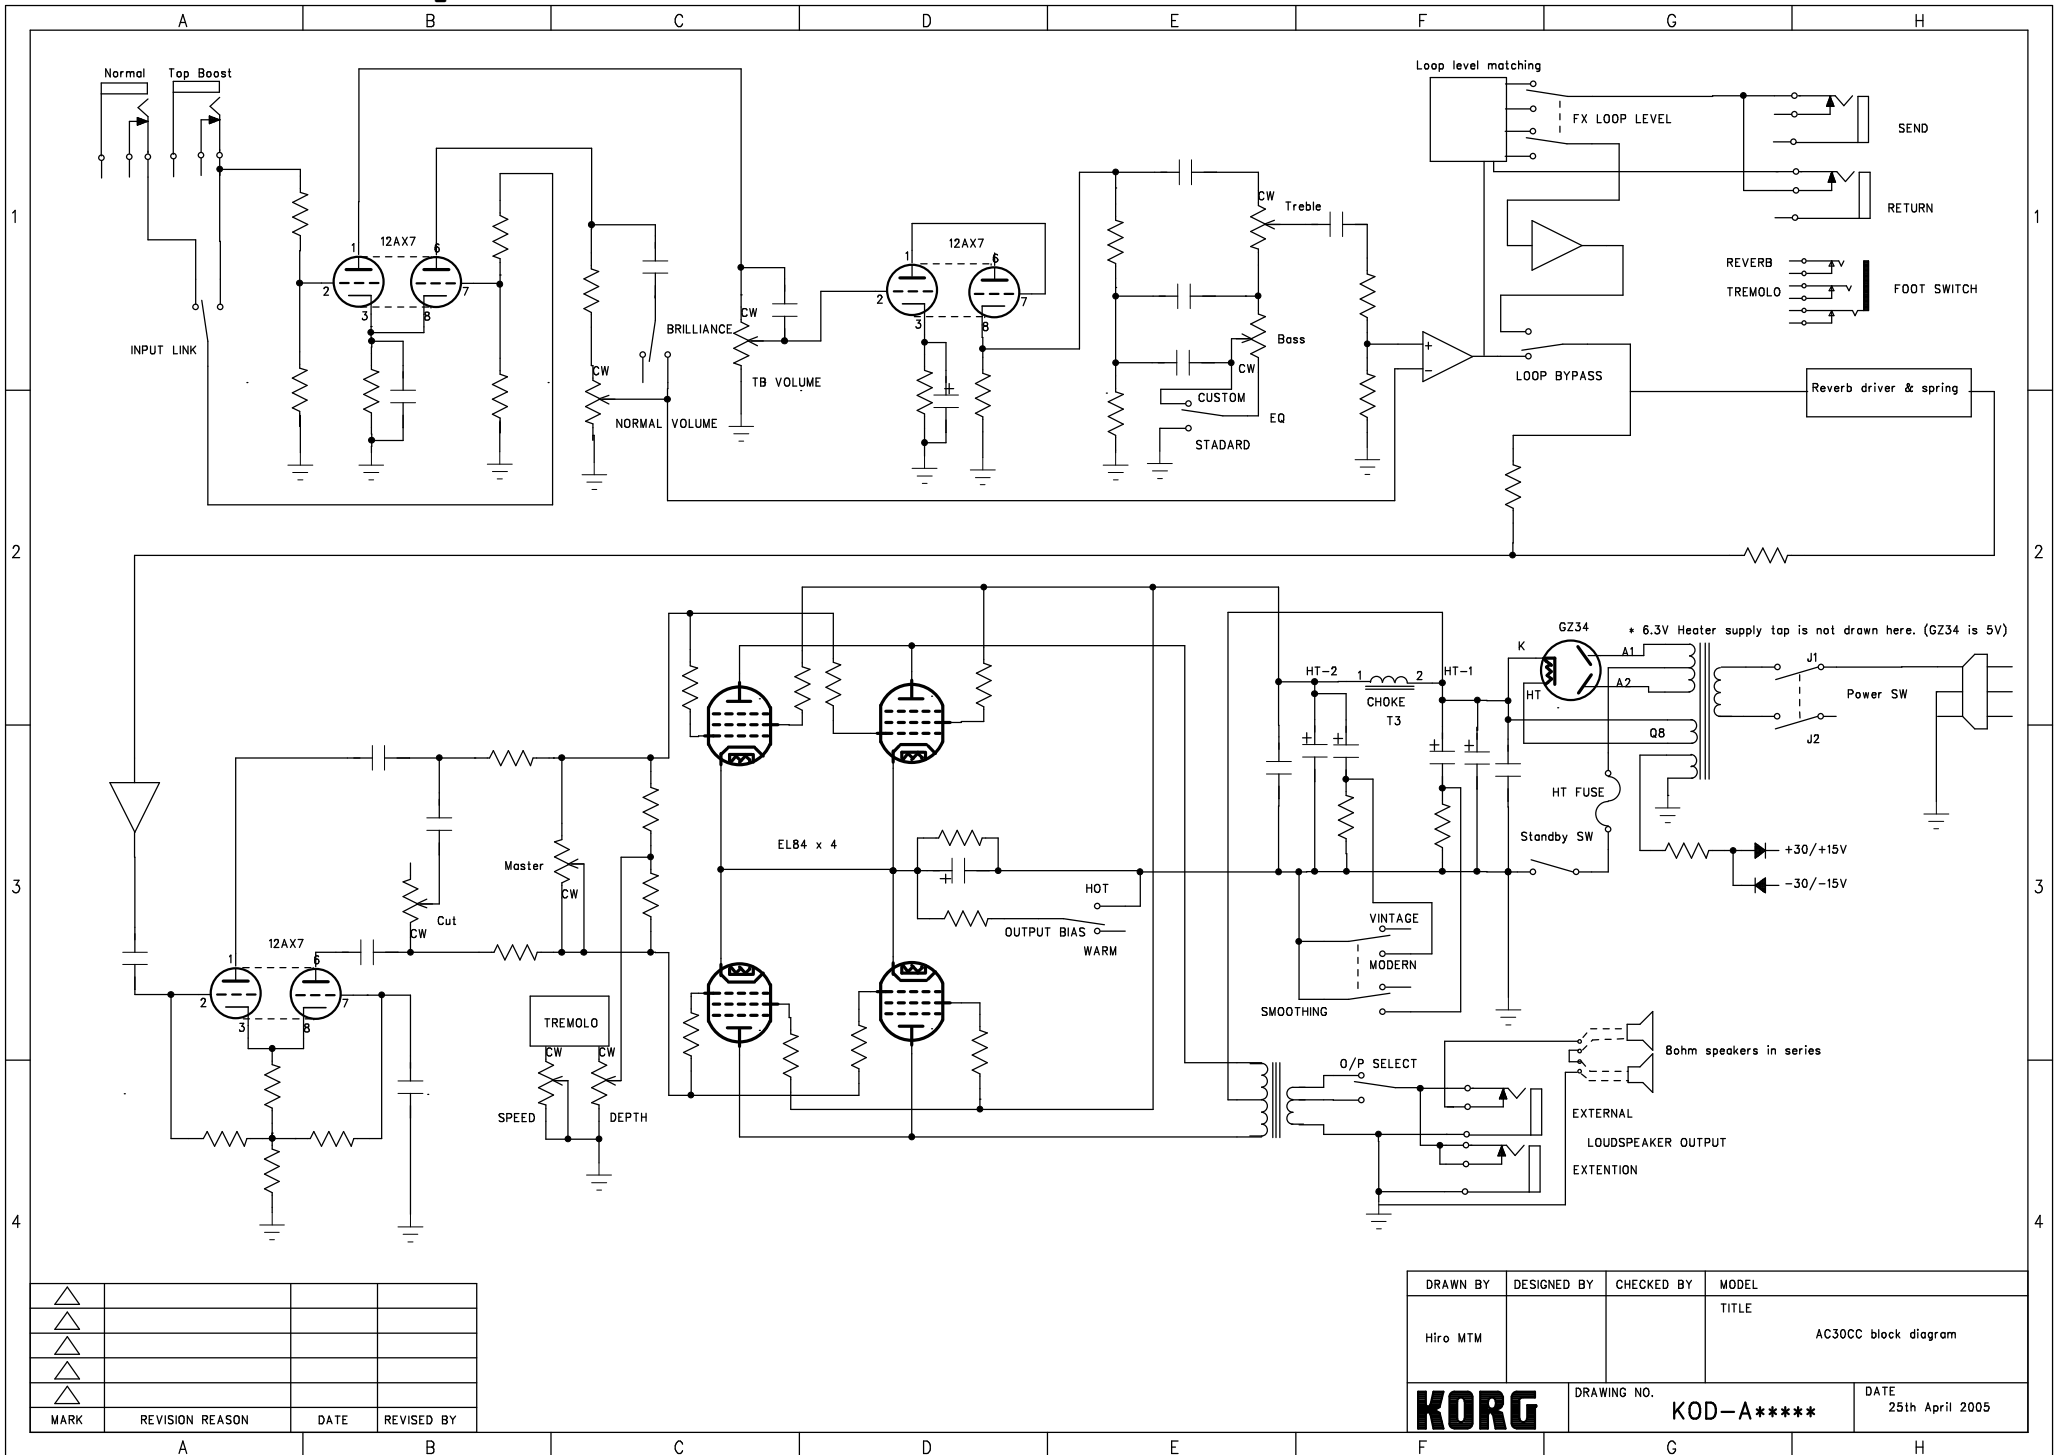 A B C D E F G H
Normal Top Boost
Loop level matching
FX LOOP LEVEL
SEND
CW
Treble
RETURN
1 1
12AX7
1 6
2 7
3 8
12AX7
1 6
2 7
3 8
REVERB
TREMOLO
FOOT SWITCH
INPUT LINK
BRILLIANCE
CW
TB VOLUME
CW
NORMAL VOLUME
Bass
CW
CUSTOM
EQ
STADARD
+
-
LOOP BYPASS
Reverb driver & spring
+
2 2
GZ34
* 6.3V Heater supply tap is not drawn here. (GZ34 is 5V)
K
A1
A2
HT
HT-2
1 2
HT-1
CHOKE
T3
J1
Power SW
J2
Q8
+ + + +
HT FUSE
Standby SW
+30/+15V
-30/-15V
EL84 x 4
Master
CW
3 3
Cut
CW
+
HOT
OUTPUT BIAS
WARM
VINTAGE
MODERN
SMOOTHING
12AX7
1 6
2 7
3 8
TREMOLO
CW CW
SPEED DEPTH
O/P SELECT
8ohm speakers in series
EXTERNAL
LOUDSPEAKER OUTPUT
EXTENTION
4 4
DRAWN BY DESIGNED BY CHECKED BY MODEL
TITLE
Hiro MTM
AC30CC block diagram
KORG
DRAWING NO.
KOD-A*****
DATE
25th April 2005
MARK REVISION REASON DATE REVISED BY
A B C D E F G H